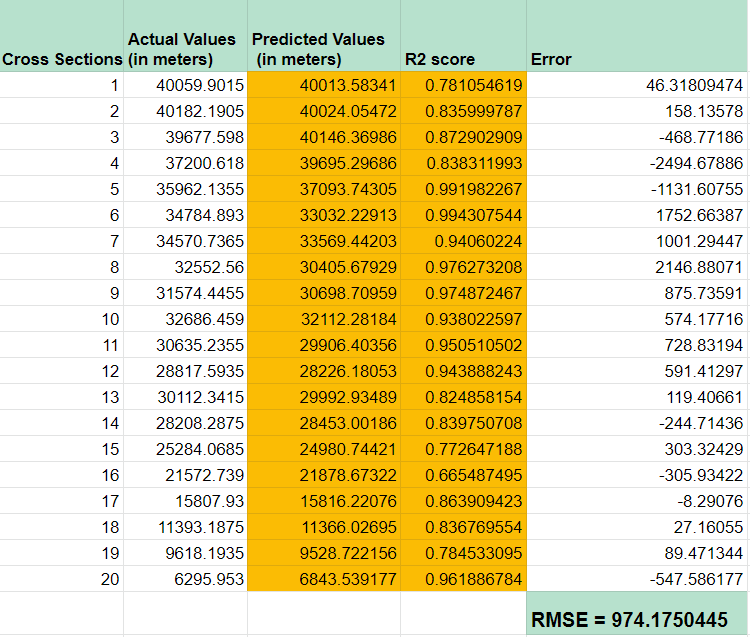 Cross Sections Actual Values (in meters) Predicted Values (in meters) R2 score Error
1 40059.9015 40013.58341 0.781054619 46.31809474
2 40182.1905 40024.05472 0.835999787 158.13578
3 39677.598 40146.36986 0.872902909 -468.77186
4 37200.618 39695.29686 0.838311993 -2494.67886
5 35962.1355 37093.74305 0.991982267 -1131.60755
6 34784.893 33032.22913 0.994307544 1752.66387
7 34570.7365 33569.44203 0.94060224 1001.29447
8 32552.56 30405.67929 0.976273208 2146.88071
9 31574.4455 30698.70959 0.974872467 875.73591
10 32686.459 32112.28184 0.938022597 574.17716
11 30635.2355 29906.40356 0.950510502 728.83194
12 28817.5935 28226.18053 0.943888243 591.41297
13 30112.3415 29992.93489 0.824858154 119.40661
14 28208.2875 28453.00186 0.839750708 -244.71436
15 25284.0685 24980.74421 0.772647188 303.32429
16 21572.739 21878.67322 0.665487495 -305.93422
17 15807.93 15816.22076 0.863909423 -8.29076
18 11393.1875 11366.02695 0.836769554 27.16055
19 9618.1935 9528.722156 0.784533095 89.471344
20 6295.953 6843.539177 0.961886784 -547.586177
RMSE = 974.1750445